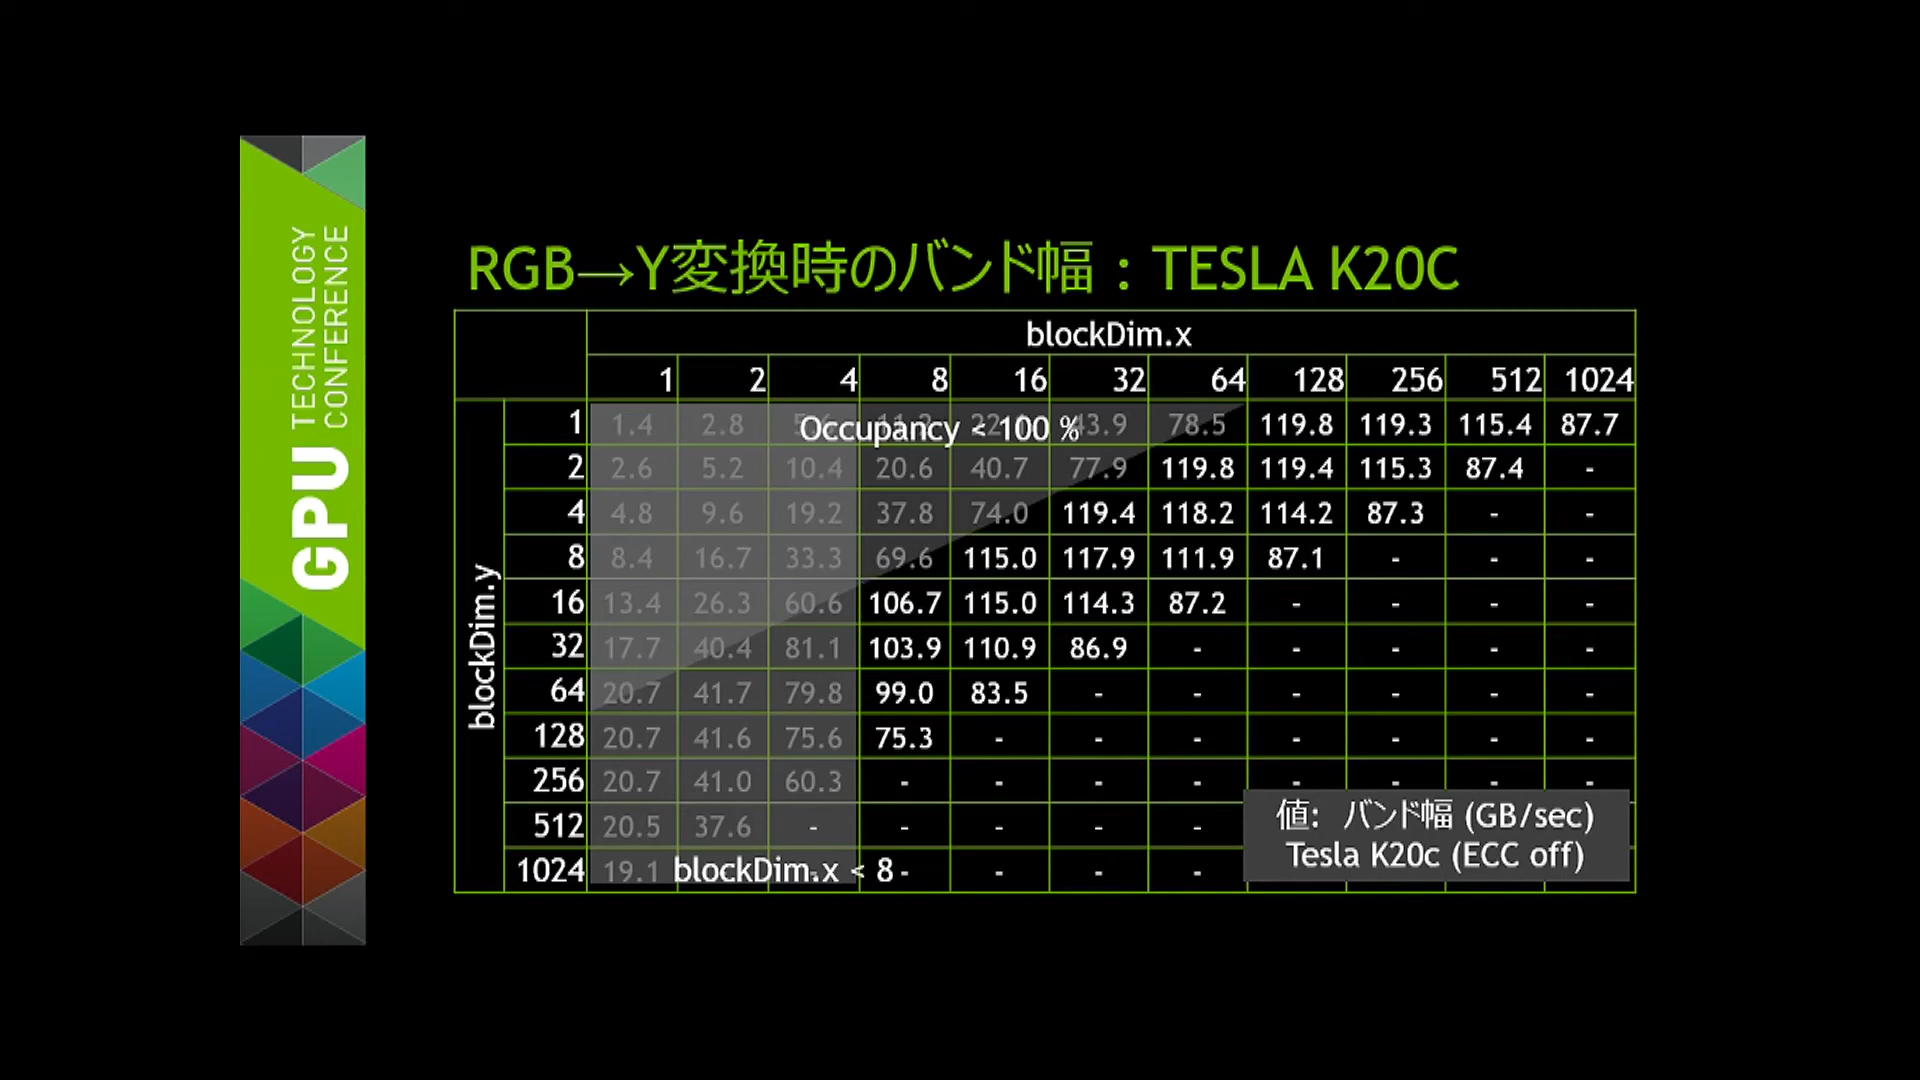 GPU TECHNOLOGY CONFERENCE
RGB→Y変換時のバンド幅：TESLA K20C
blockDim.x
1 2 4 8 16 32 64 128 256 512 1024
blockDim.y
1 1.4 2.8 43.9 78.5 119.8 119.3 115.4 87.7
Occupancy < 100 %
2 2.6 5.2 10.4 20.6 40.7 77.9 119.8 119.4 115.3 87.4 -
4 4.8 9.6 19.2 37.8 74.0 119.4 118.2 114.2 87.3 - -
8 8.4 16.7 33.3 69.6 115.0 117.9 111.9 87.1 - - -
16 13.4 26.3 60.6 106.7 115.0 114.3 87.2 - - - -
32 17.7 40.4 81.1 103.9 110.9 86.9 - - - - -
64 20.7 41.7 79.8 99.0 83.5 - - - - - -
128 20.7 41.6 75.6 75.3 - - - - - - -
256 20.7 41.0 60.3 - - - - - - - -
512 20.5 37.6 - - - - -
1024 19.1 - - - - -
blockDim.x < 8
値: バンド幅 (GB/sec)
Tesla K20c (ECC off)